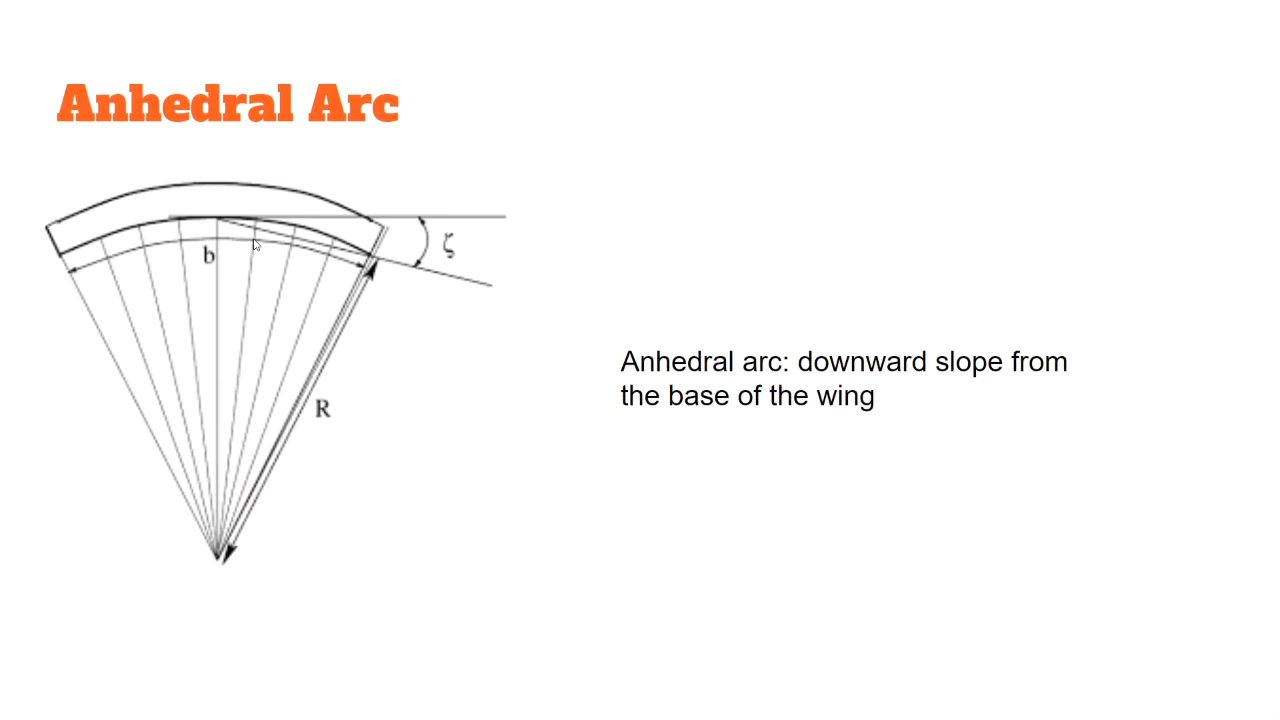 Anhedral Arc
ζ
b
R
Anhedral arc: downward slope from
the base of the wing